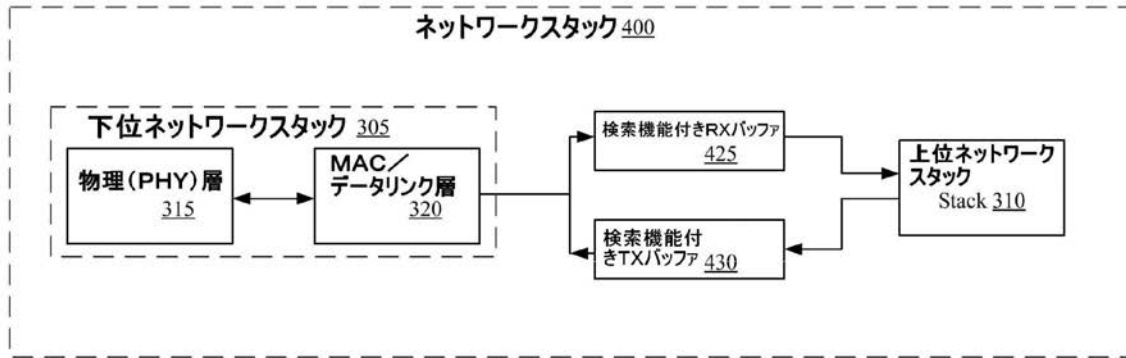 ネットワークスタック 400
下位ネットワークスタック 305
物理(PHY)層
315
MAC/
データリンク層
320
検索機能付きRXバッファ
425
検索機能付
きTXバッファ 430
上位ネットワーク
スタック
Stack 310